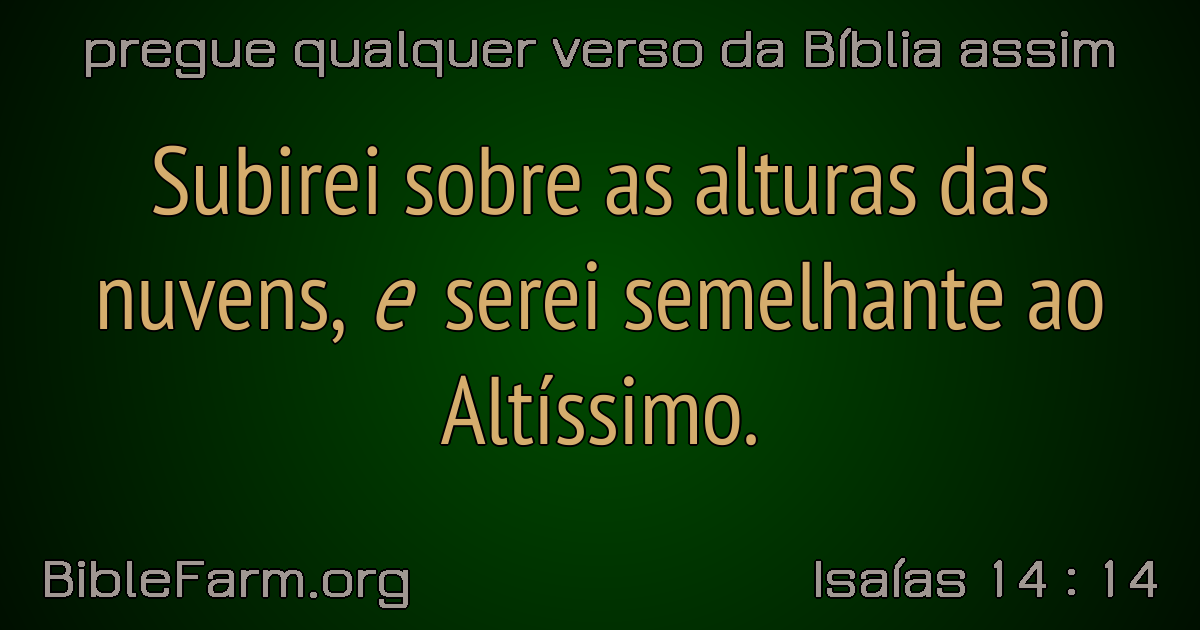 pregue qualquer verso da Bíblia assim
Subirei sobre as alturas das
nuvens, e serei semelhante ao
Altíssimo.
BibleFarm.org
Isaías 14 : 14